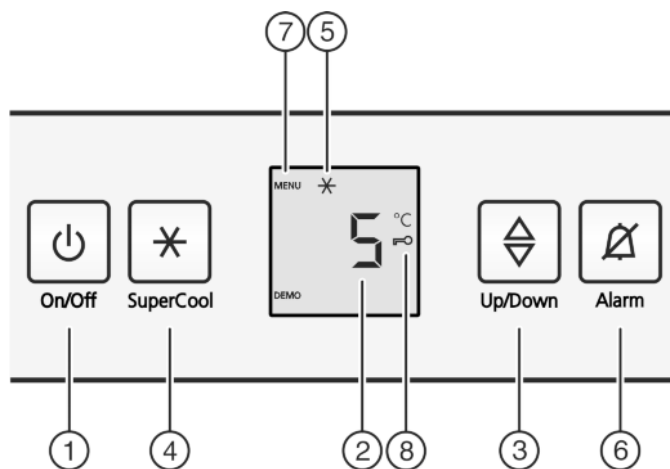 7 5
MENU
°C
5
DEMO
On/Off SuperCool Up/Down Alarm
1 4 2 8 3 6